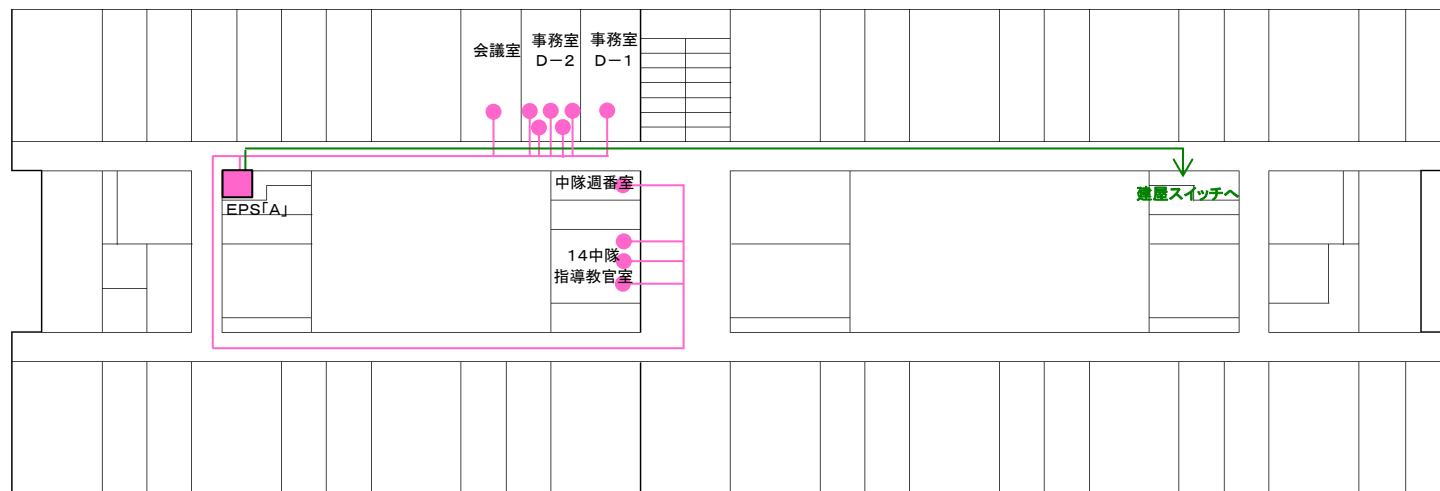 会議室
事務室
D－2
事務室
D－1
中隊週番室
EPS「A」
建屋スイッチへ
14中隊
指導教官室